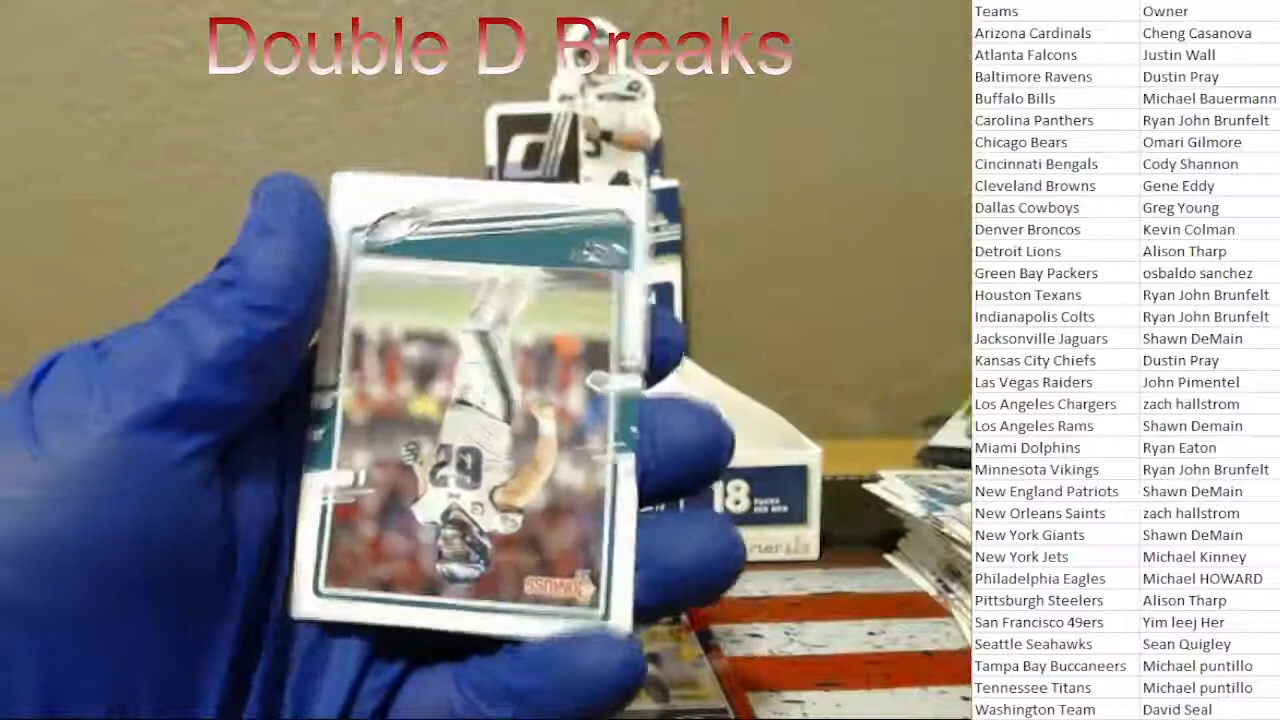 Double D Breaks
d
29
DONRUSS
18
Teams Owner
Arizona Cardinals Cheng Casanova
Atlanta Falcons Justin Wall
Baltimore Ravens Dustin Pray
Buffalo Bills Michael Bauermann
Carolina Panthers Ryan John Brunfelt
Chicago Bears Omari Gilmore
Cincinnati Bengals Cody Shannon
Cleveland Browns Gene Eddy
Dallas Cowboys Greg Young
Denver Broncos Kevin Colman
Detroit Lions Alison Tharp
Green Bay Packers osbaldo sanchez
Houston Texans Ryan John Brunfelt
Indianapolis Colts Ryan John Brunfelt
Jacksonville Jaguars Shawn DeMain
Kansas City Chiefs Dustin Pray
Las Vegas Raiders John Pimentel
Los Angeles Chargers zach hallstrom
Los Angeles Rams Shawn Demain
Miami Dolphins Ryan Eaton
Minnesota Vikings Ryan John Brunfelt
New England Patriots Shawn DeMain
New Orleans Saints zach hallstrom
New York Giants Shawn DeMain
New York Jets Michael Kinney
Philadelphia Eagles Michael HOWARD
Pittsburgh Steelers Alison Tharp
San Francisco 49ers Yim leej Her
Seattle Seahawks Sean Quigley
Tampa Bay Buccaneers Michael puntillo
Tennessee Titans Michael puntillo
Washington Team David Seal